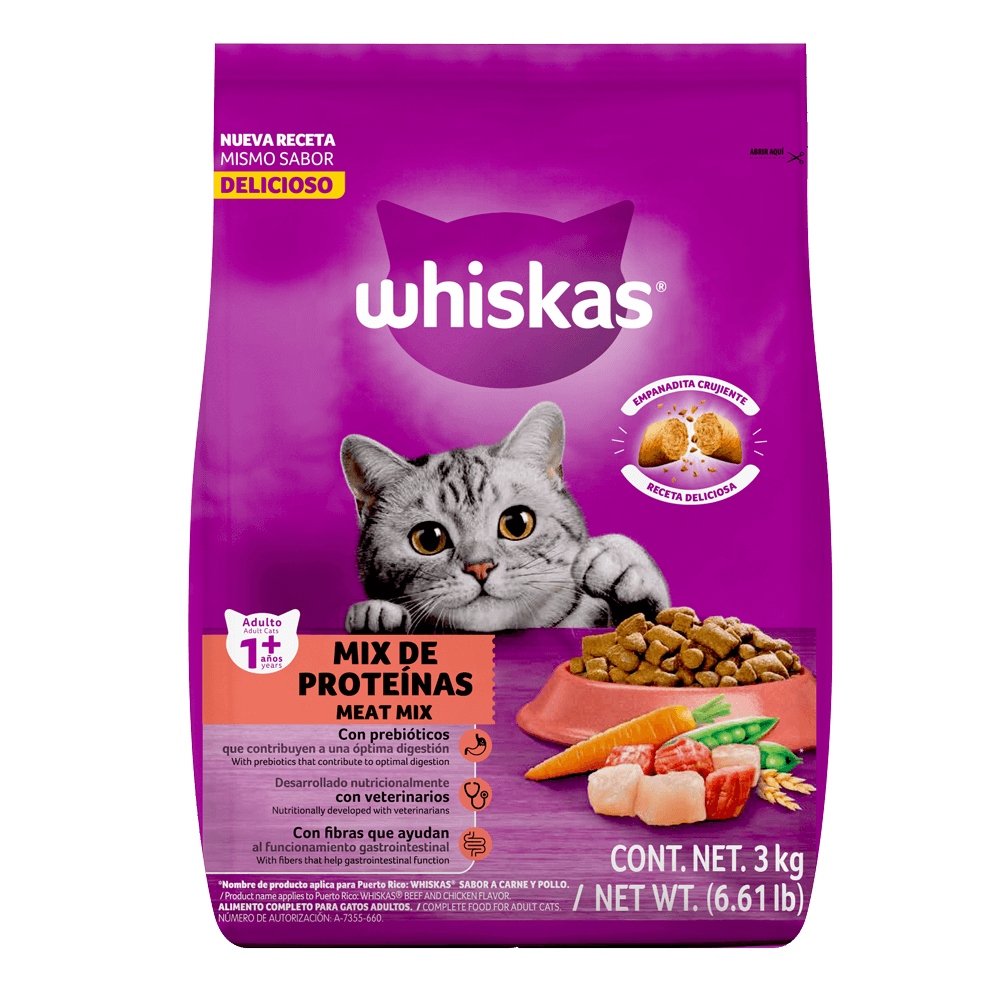 NUEVA RECETA
MISMO SABOR
DELICIOSO
ABRIR AQUÍ
whiskas®
EMPANADITA CRUJIENTE
RECETA DELICIOSA
Adulto
Adult Cats
1+
años
years
MIX DE
PROTEÍNAS
MEAT MIX
Con prebióticos
que contribuyen a una óptima digestión
With prebiotics that contribute to optimal digestion
Desarrollado nutricionalmente
con veterinarios
Nutritionally developed with veterinarians
Con fibras que ayudan
al funcionamiento gastrointestinal
With fibers that help gastrointestinal function
CONT. NET. 3 kg
/ NET WT. (6.61 lb)
*Nombre de producto aplica para Puerto Rico: WHISKAS® SABOR A CARNE Y POLLO.
/ Product name applies to Puerto Rico: WHISKAS® BEEF AND CHICKEN FLAVOR.
ALIMENTO COMPLETO PARA GATOS ADULTOS. / COMPLETE FOOD FOR ADULT CATS.
NÚMERO DE AUTORIZACIÓN: A-7355-660.